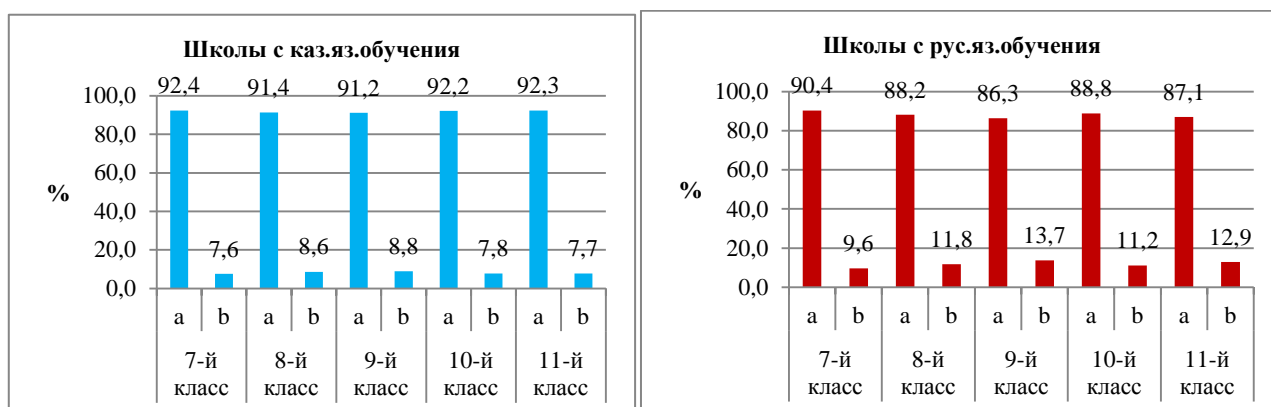 Школы с каз.яз.обучения
92,4 91,4 91,2 92,2 92,3
100,0
80,0
60,0
%
40,0
20,0
7,6 8,6 8,8 7,8 7,7
0,0
a b a b a b a b a b
7-й класс
8-й класс
9-й класс
10-й класс
11-й класс
Школы с рус.яз.обучения
90,4 88,2 86,3 88,8 87,1
100,0
80,0
60,0
%
40,0
20,0
9,6 11,8 13,7 11,2 12,9
0,0
a b a b a b a b a b
7-й класс
8-й класс
9-й класс
10-й класс
11-й класс